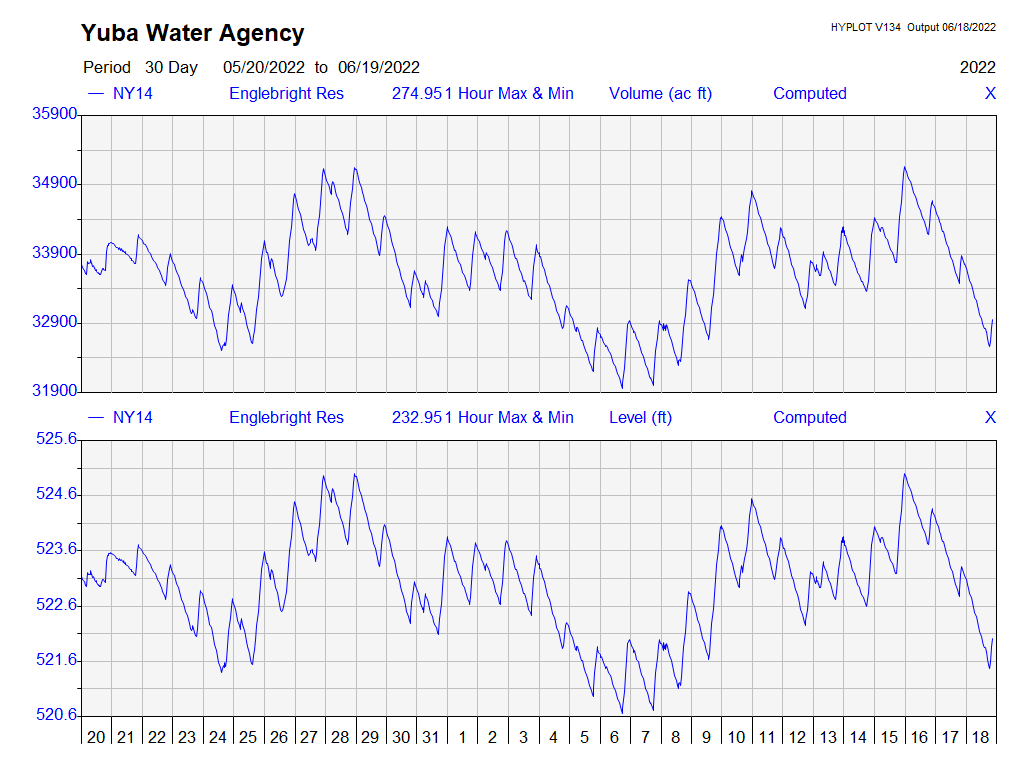 Yuba Water Agency
HYPLOT V134 Output 06/18/2022
Period 30 Day 05/20/2022 to 06/19/2022 2022
NY14 Englebright Res 274.951 Hour Max & Min Volume (ac ft) Computed X
35900
34900
33900
32900
31900
NY14 Englebright Res 232.951 Hour Max & Min Level (ft) Computed X
525.6
524.6
523.6
522.6
521.6
520.6
20 21 22 23 24 25 26 27 28 29 30 31 1 2 3 4 5 6 7 8 9 10 11 12 13 14 15 16 17 18